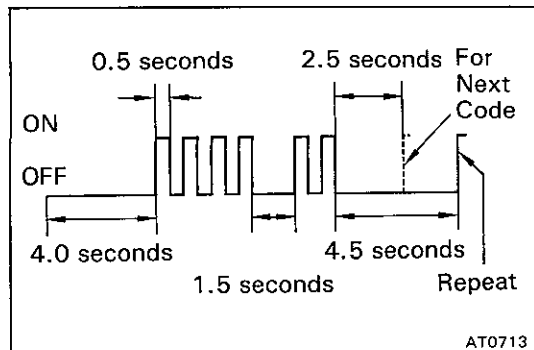 0.5 seconds
2.5 seconds
For
Next
Code
ON
OFF
4.0 seconds
4.5 seconds
1.5 seconds
Repeat
AT0713